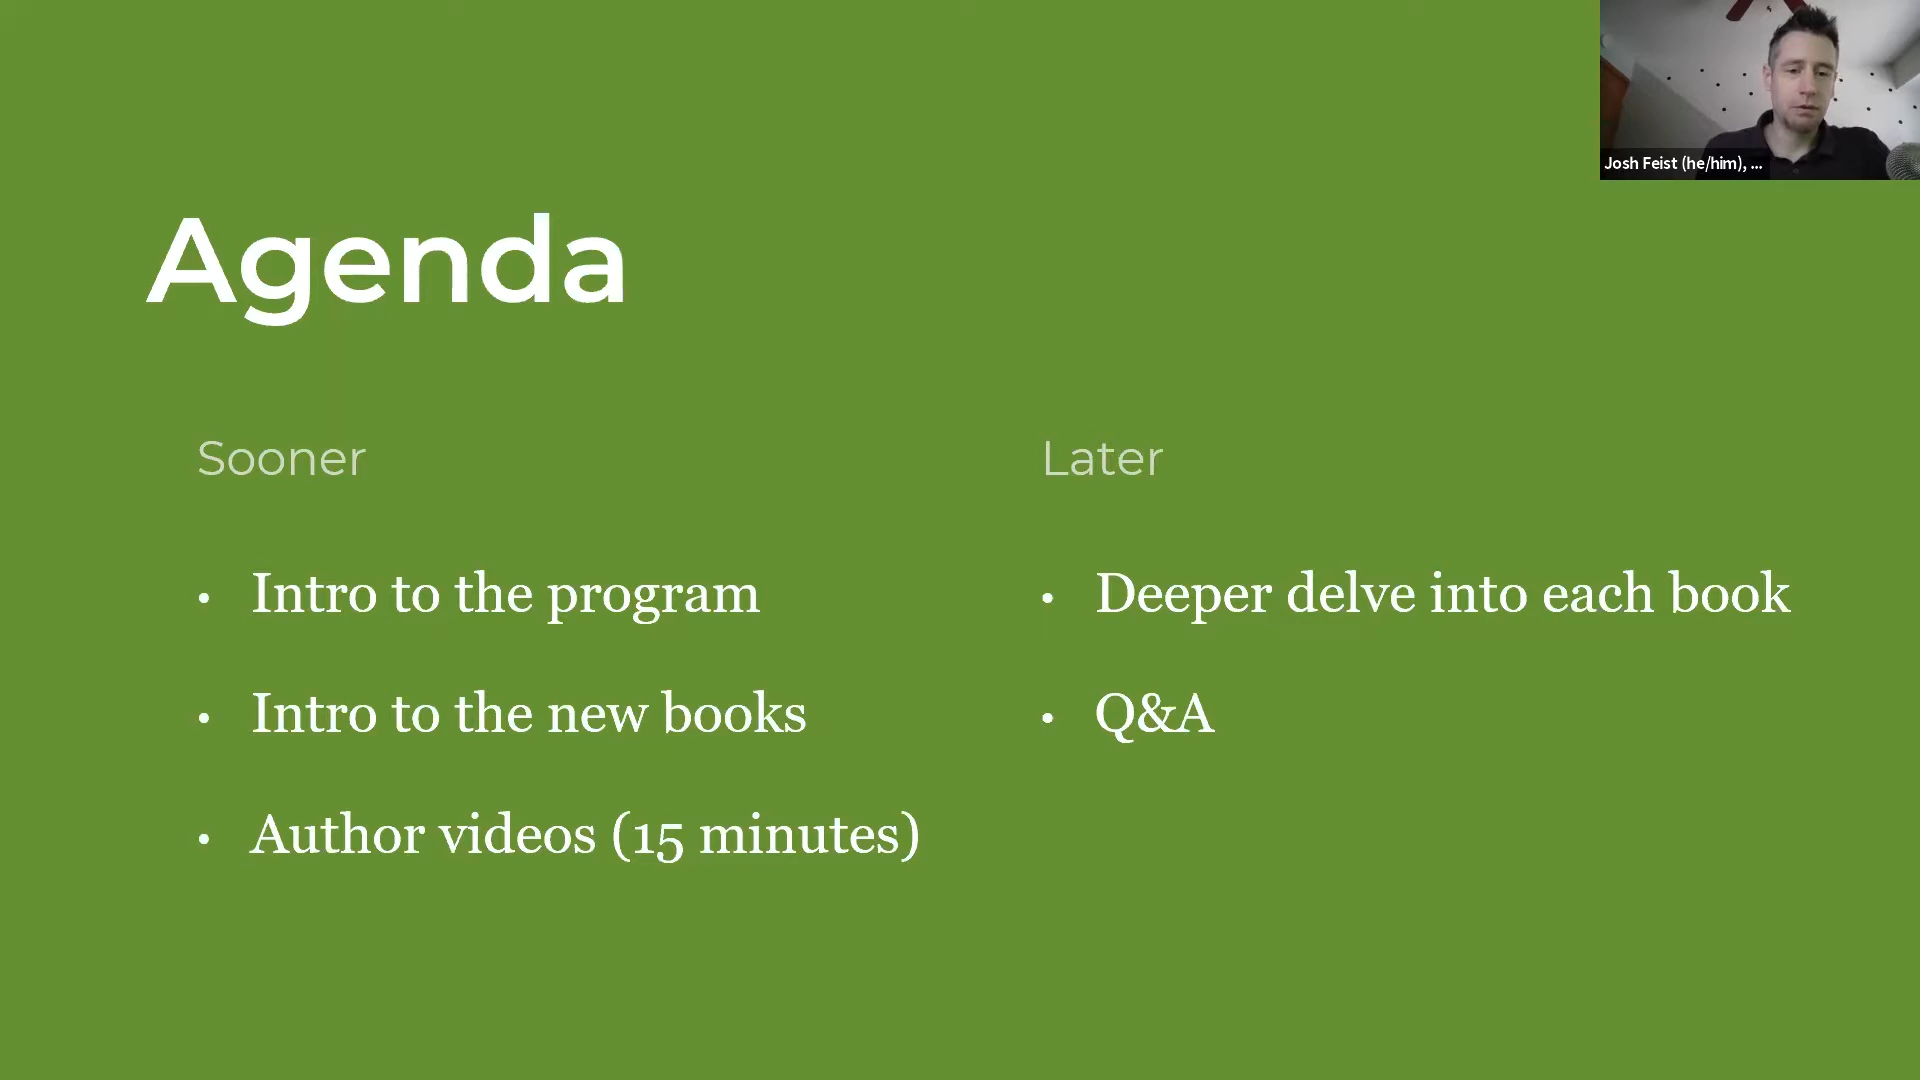 Josh Feist (he/him), ...
Agenda
Sooner
• Intro to the program
• Intro to the new books
• Author videos (15 minutes)
Later
• Deeper delve into each book
• Q&A